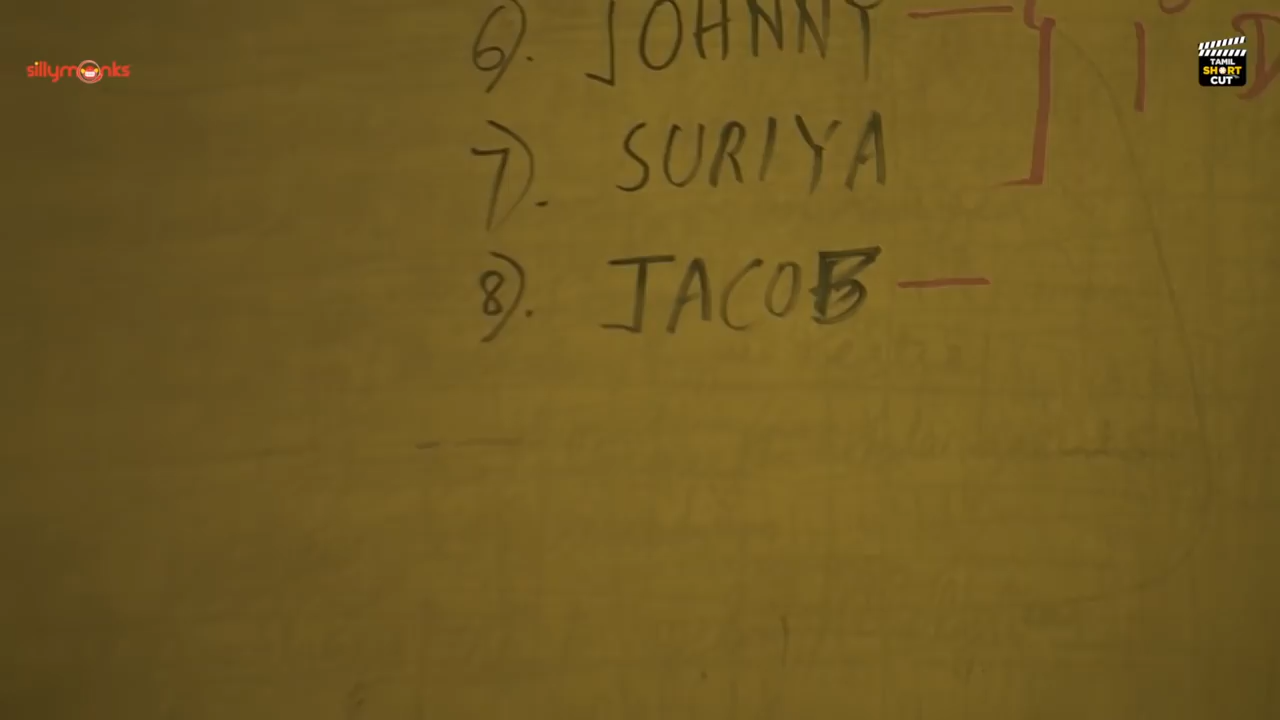 6). JOHNNY —
7). SURIYA
8). JACOB —
sillymonks
TAMIL
SHORT
CUT